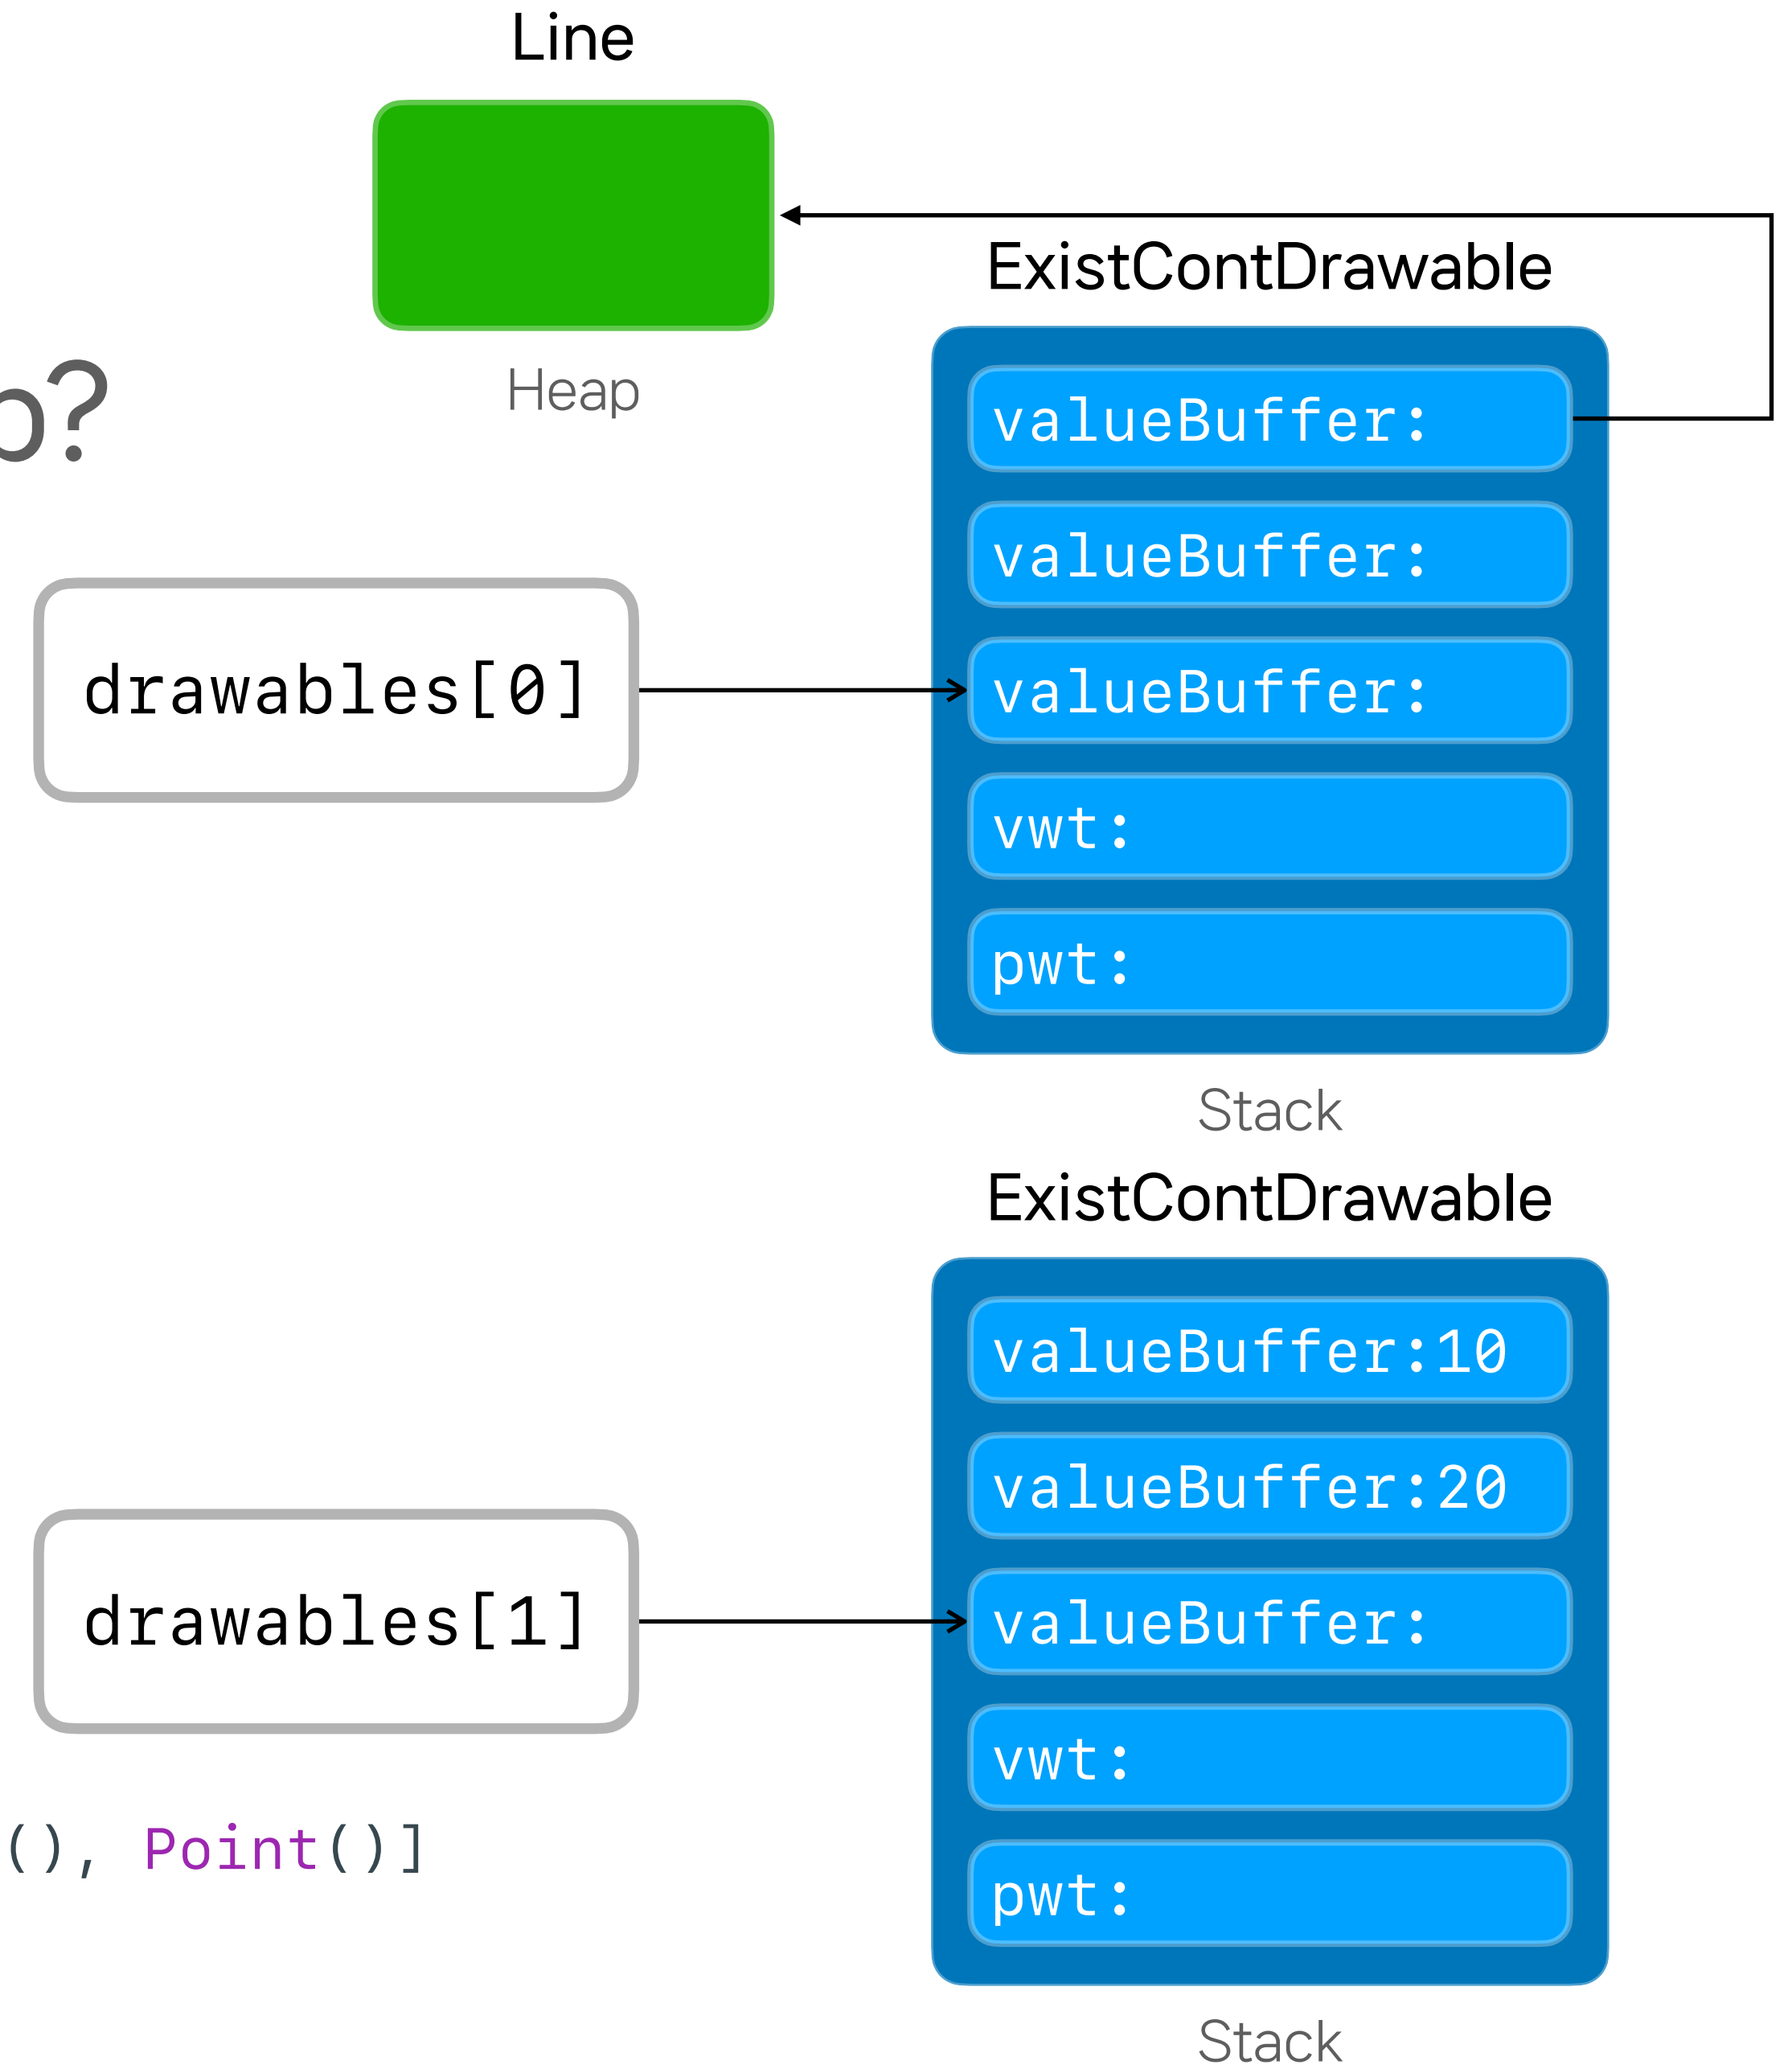 Line
ExistContDrawable
Heap
valueBuffer:
valueBuffer:
drawables[0]
valueBuffer:
vwt:
pwt:
Stack
ExistContDrawable
valueBuffer:10
valueBuffer:20
drawables[1]
valueBuffer:
vwt:
(), Point()]
pwt:
Stack